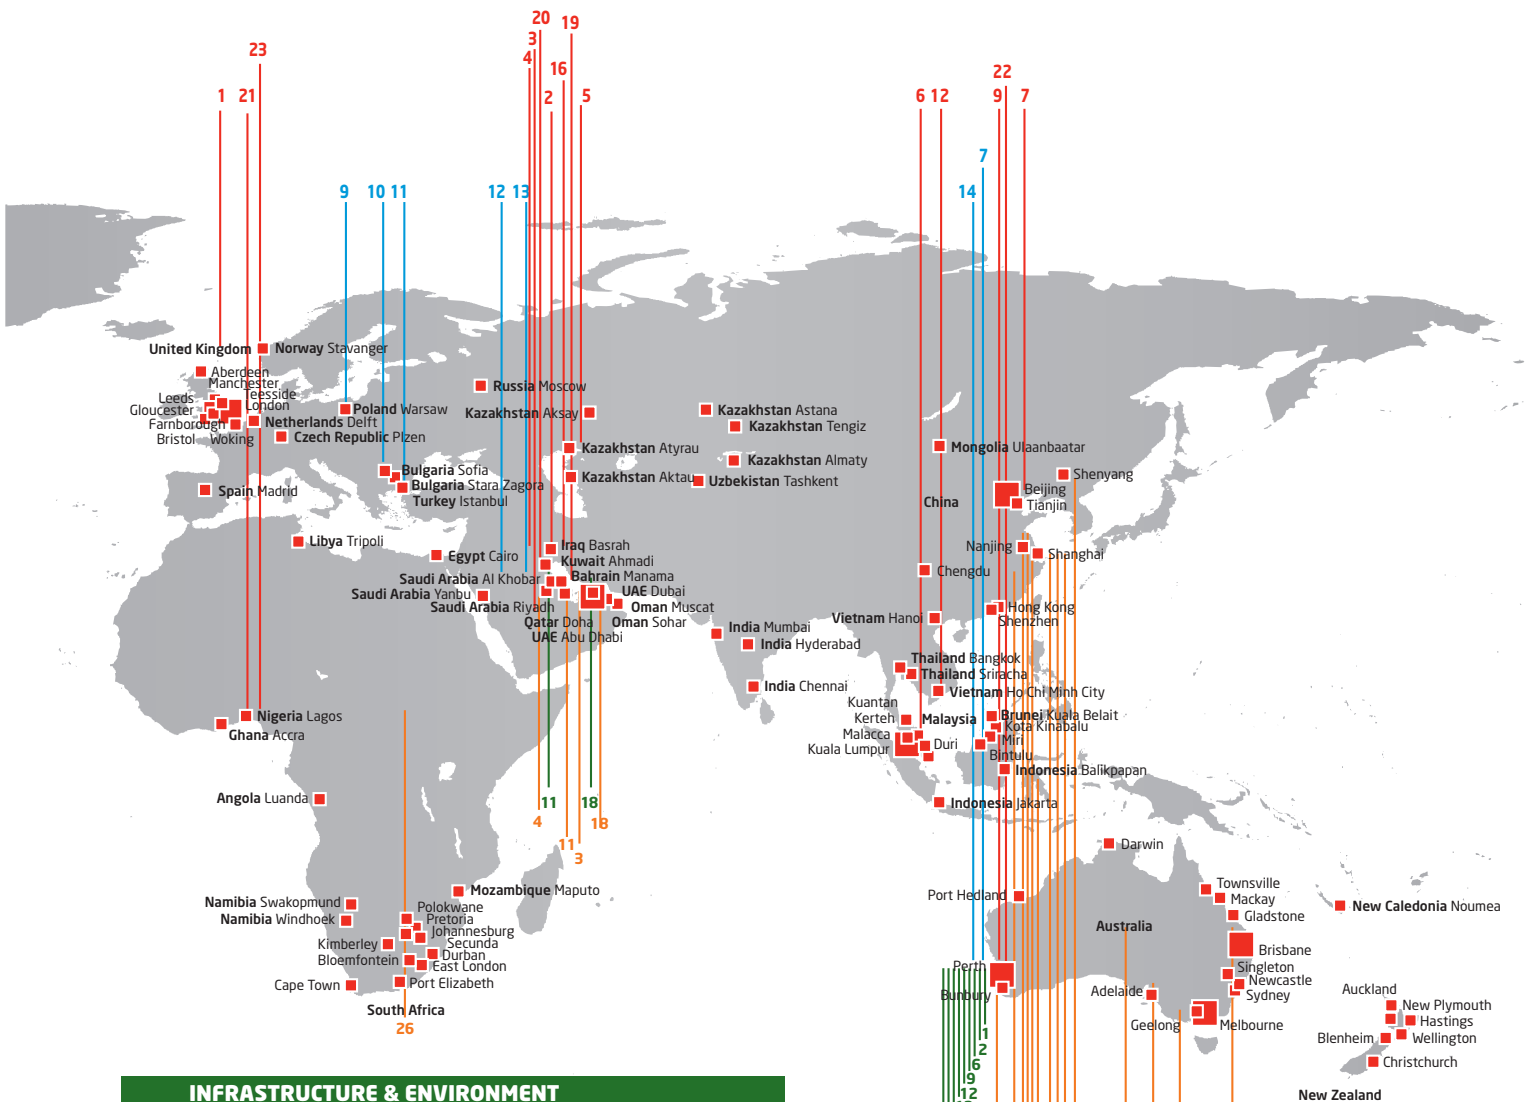 20
19
3
23
4
16
22
1
21
2
5
6
12
9
7
7
9
10
11
12
13
14
United Kingdom
Norway Stavanger
Aberdeen
Manchester
Russia Moscow
Leeds
Teesside
London
Gloucester
Poland Warsaw
Kazakhstan Aksay
Kazakhstan Astana
Farnborough
Netherlands Delft
Kazakhstan Tengiz
Bristol
Woking
Czech Republic Plzen
Kazakhstan Atyrau
Mongolia Ulaanbaatar
Kazakhstan Almaty
Bulgaria Sofia
Kazakhstan Aktau
Shenyang
Uzbekistan Tashkent
Bulgaria Stara Zagora
Spain Madrid
Beijing
Turkey Istanbul
China
Tianjin
Libya Tripoli
Iraq Basrah
Nanjing
Egypt Cairo
Shanghai
Kuwait Ahmadi
Chengdu
Saudi Arabia Al Khobar
Bahrain Manama
Saudi Arabia Yanbu
UAE Dubai
Saudi Arabia Riyadh
Oman Muscat
Hong Kong
Qatar Doha
Oman Sohar
Vietnam Hanoi
Shenzhen
UAE Abu Dhabi
India Mumbai
India Hyderabad
Thailand Bangkok
Thailand Sriracha
India Chennai
Vietnam Ho Chi Minh City
Kuantan
Nigeria Lagos
Kerteh
Malaysia
Brunei Kuala Belait
Kota Kinabalu
Ghana Accra
Malacca
Miri
Kuala Lumpur
Duri
Bintulu
Indonesia Balikpapan
Angola Luanda
11
18
Indonesia Jakarta
4
18
11
3
Darwin
Mozambique Maputo
Townsville
Namibia Swakopmund
Port Hedland
Mackay
Polokwane
New Caledonia Noumea
Namibia Windhoek
Pretoria
Gladstone
Australia
Johannesburg
Kimberley
Secunda
Brisbane
Durban
Bloemfontein
East London
Perth
Singleton
Cape Town
Port Elizabeth
Newcastle
Bunbury
Adelaide
Sydney
Auckland
New Plymouth
South Africa
Geelong
Melbourne
Hastings
26
1
Blenheim
Wellington
2
6
Christchurch
9
INFRASTRUCTURE & ENVIRONMENT
12
New Zealand